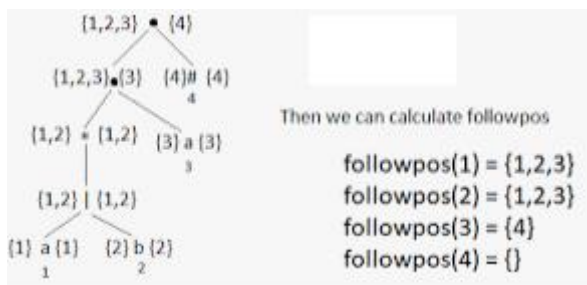 {1,2,3} • {4}
{1,2,3} • {3} {4} # {4}
4
{1,2} * {1,2} {3} a {3}
3
{1,2} | {1,2}
{1} a {1} {2} b {2}
1 2
Then we can calculate followpos
followpos(1) = {1,2,3}
followpos(2) = {1,2,3}
followpos(3) = {4}
followpos(4) = {}